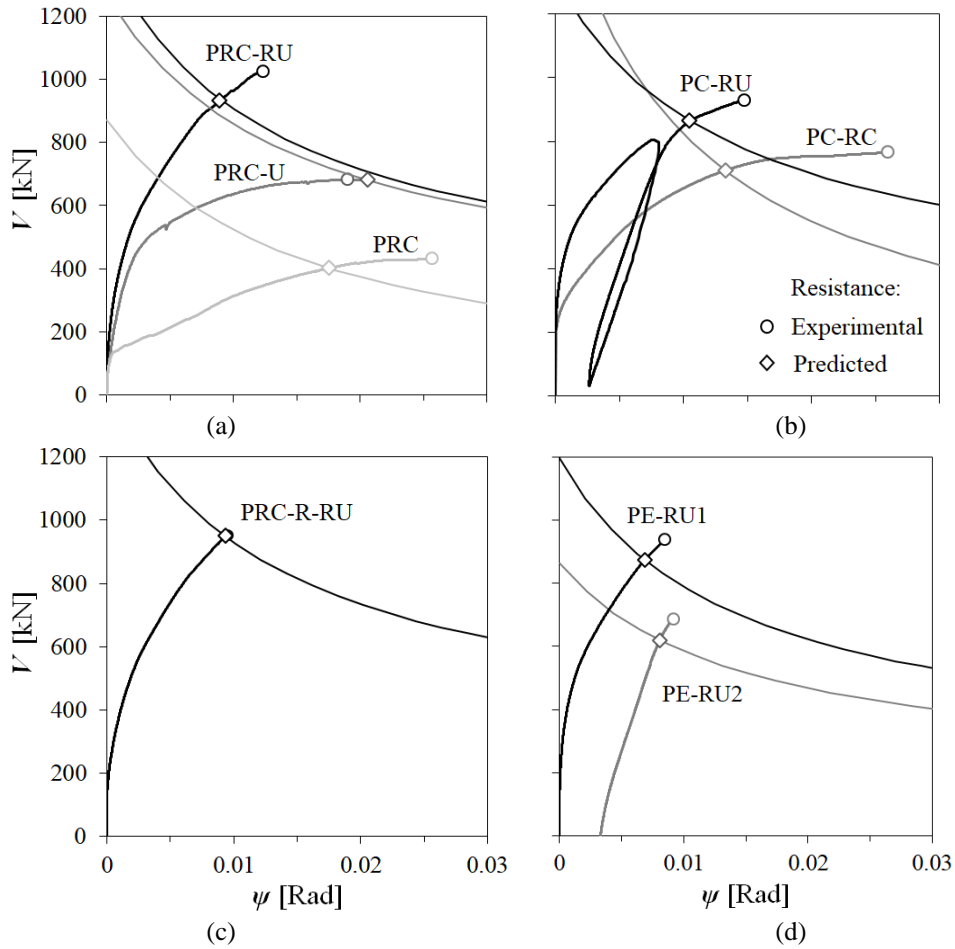 1200
1000
800
600
400
200
0
V [kN]
PRC-RU
PRC-U
PRC
(a)
PC-RU
PC-RC
Resistance:
Experimental
Predicted
(b)
1200
1000
800
600
400
200
0
V [kN]
PRC-R-RU
0
0.01
0.02
0.03
ψ [Rad]
(c)
PE-RU1
PE-RU2
0
0.01
0.02
0.03
ψ [Rad]
(d)